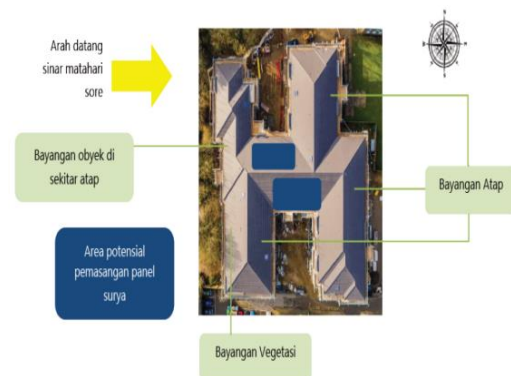 Arah datang
sinar matahari
sore
Bayangan obyek di
sekitar atap
Area potensial
pemasangan panel
surya
Bayangan Atap
Bayangan Vegetasi